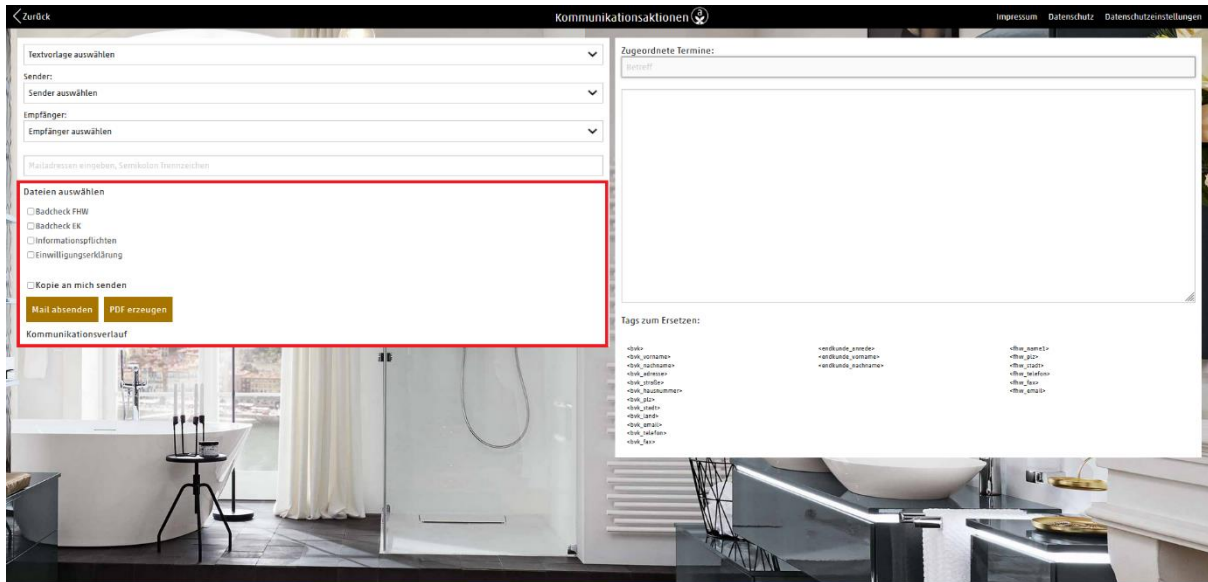 Zurück
Kommunikationsaktionen
Impressum Datenschutz Datenschutzeinstellungen
Textvorlage auswählen
Sender:
Sender auswählen
Empfänger:
Empfänger auswählen
Mailadressen eingeben, Semikolon Trennzeichen
Dateien auswählen
Badcheck FHW
Badcheck EK
Informationspflichten
Einwilligungserklärung
Kopie an mich senden
Mail absenden PDF erzeugen
Kommunikationsverlauf
Zugeordnete Termine:
Betreff
Tags zum Ersetzen:
<bvk>
<bvk_vorname>
<bvk_nachname>
<bvk_adresse>
<bvk_straße>
<bvk_hausnummer>
<bvk_plz>
<bvk_stadt>
<bvk_land>
<bvk_email>
<bvk_telefon>
<bvk_fax>
<endkunde_anrede>
<endkunde_vorname>
<endkunde_nachname>
<fhw_name1>
<fhw_plz>
<fhw_stadt>
<fhw_telefon>
<fhw_fax>
<fhw_email>